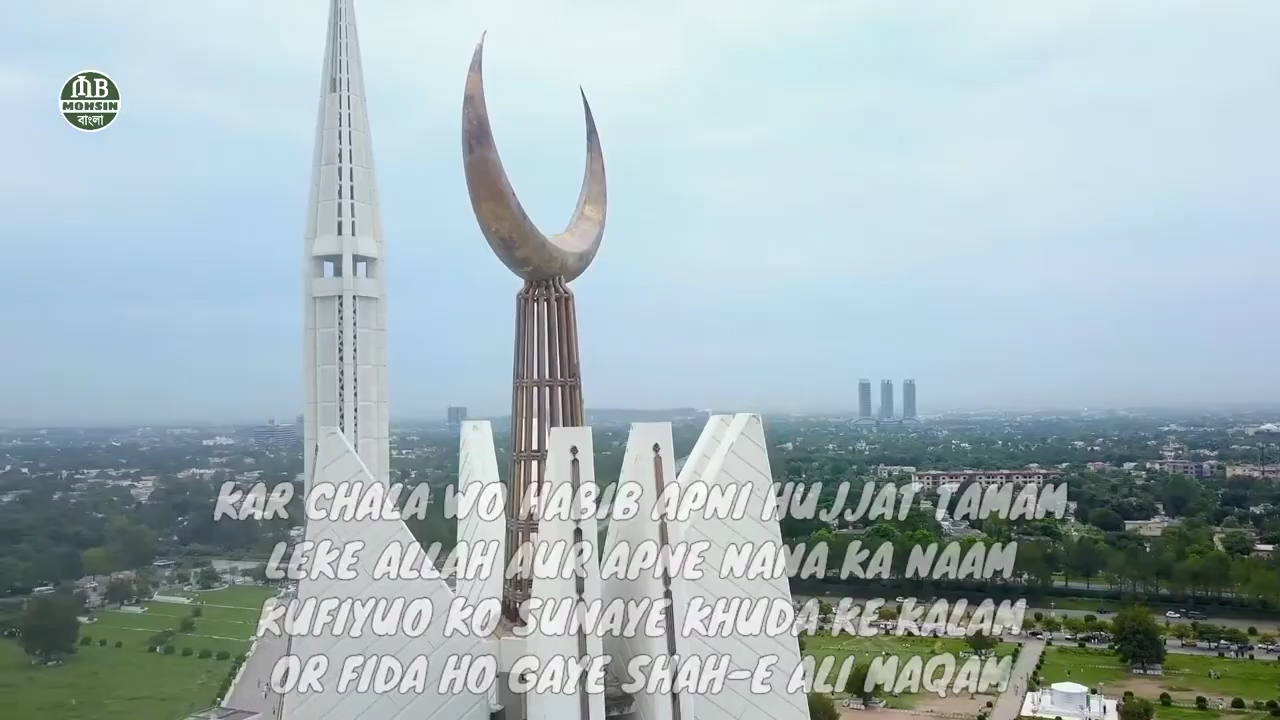 MB
MOHSIN
বাংলা
KAR CHALA WO HABIB APNI HUJJAT TAMAM
LEKE ALLAH AUR APNE NANA KA NAAM
KUFIYUO KO SUNAYE KHUDA KE KALAM
OR FIDA HO GAYE SHAH-E ALI MAQAM